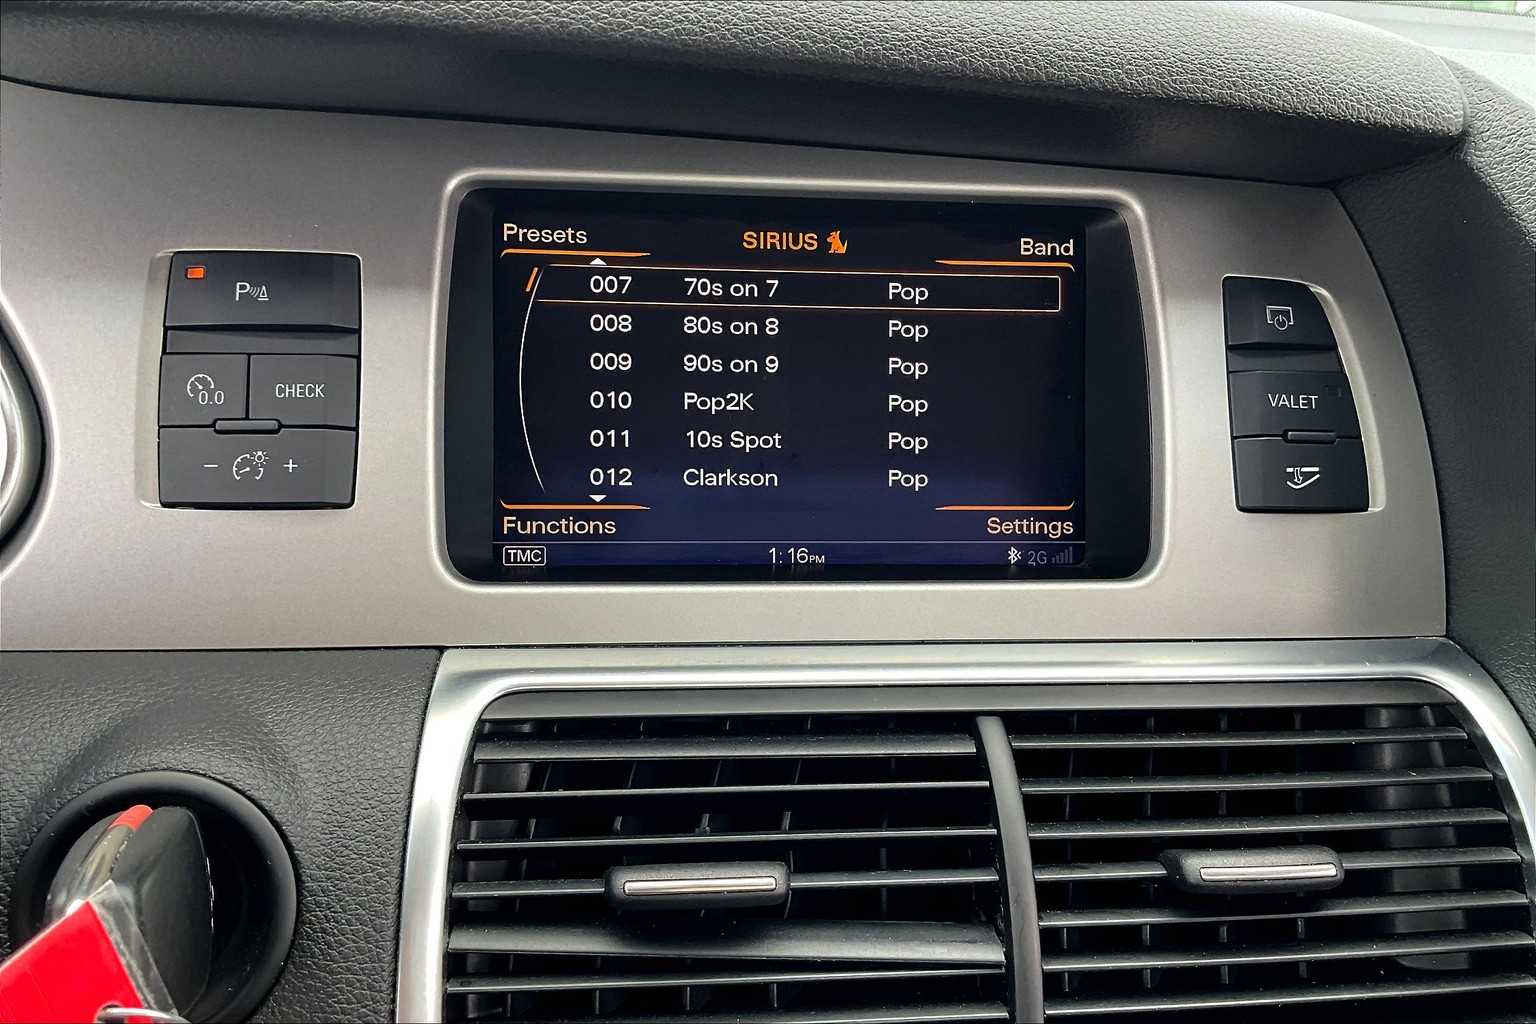 Presets SIRIUS Band
007 70s on 7 Pop
008 80s on 8 Pop
009 90s on 9 Pop
010 Pop2K Pop
011 10s Spot Pop
012 Clarkson Pop
Functions Settings
TMC 1:16PM 2G
P
0.0 CHECK
− +
VALET